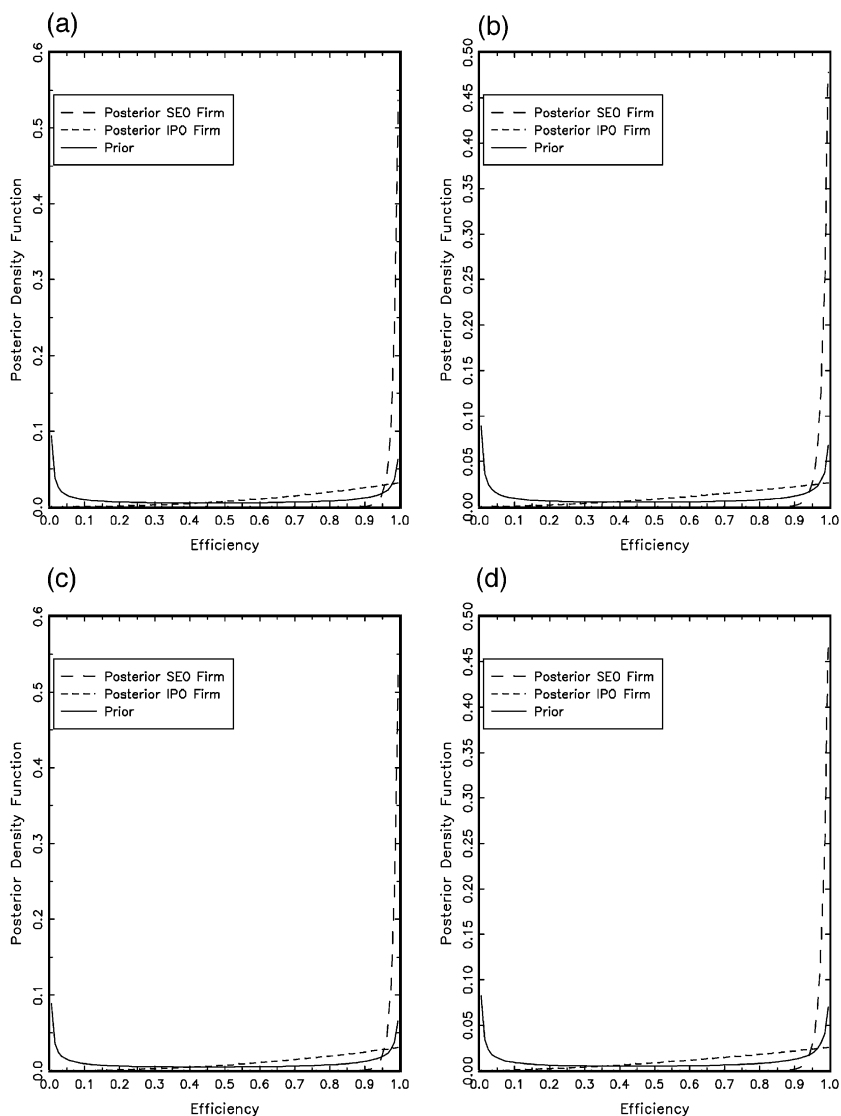 (a)
Posterior SEO Firm
Posterior IPO Firm
Prior
Posterior Density Function
0.6
0.5
0.4
0.3
0.2
0.1
0.0
0.0 0.1 0.2 0.3 0.4 0.5 0.6 0.7 0.8 0.9 1.0
Efficiency
(b)
Posterior SEO Firm
Posterior IPO Firm
Prior
Posterior Density Function
0.50
0.45
0.40
0.35
0.30
0.25
0.20
0.15
0.10
0.05
0.00
0.0 0.1 0.2 0.3 0.4 0.5 0.6 0.7 0.8 0.9 1.0
Efficiency
(c)
Posterior SEO Firm
Posterior IPO Firm
Prior
Posterior Density Function
0.6
0.5
0.4
0.3
0.2
0.1
0.0
0.0 0.1 0.2 0.3 0.4 0.5 0.6 0.7 0.8 0.9 1.0
Efficiency
(d)
Posterior SEO Firm
Posterior IPO Firm
Prior
Posterior Density Function
0.50
0.45
0.40
0.35
0.30
0.25
0.20
0.15
0.10
0.05
0.00
0.0 0.1 0.2 0.3 0.4 0.5 0.6 0.7 0.8 0.9 1.0
Efficiency